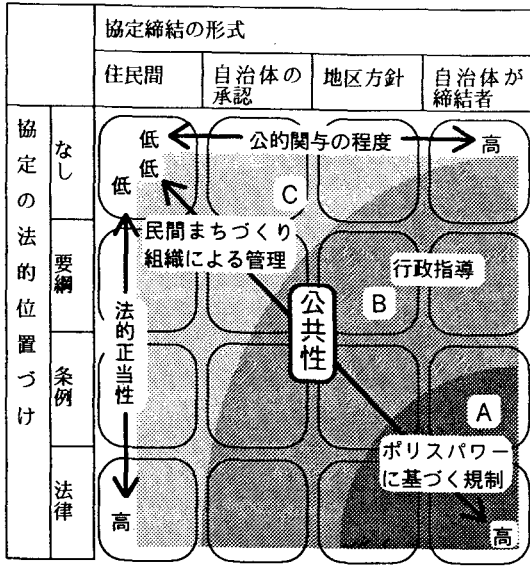 協定締結の形式
住民間
自治体の
承認
地区方針
自治体が
締結者
協定の法的位置づけ
なし
要綱
条例
法律
低
公的関与の程度
高
低
低
C
民間まちづくり
組織による管理
行政指導
B
公共性
法的正当性
A
ポリスパワー
に基づく規制
高
高